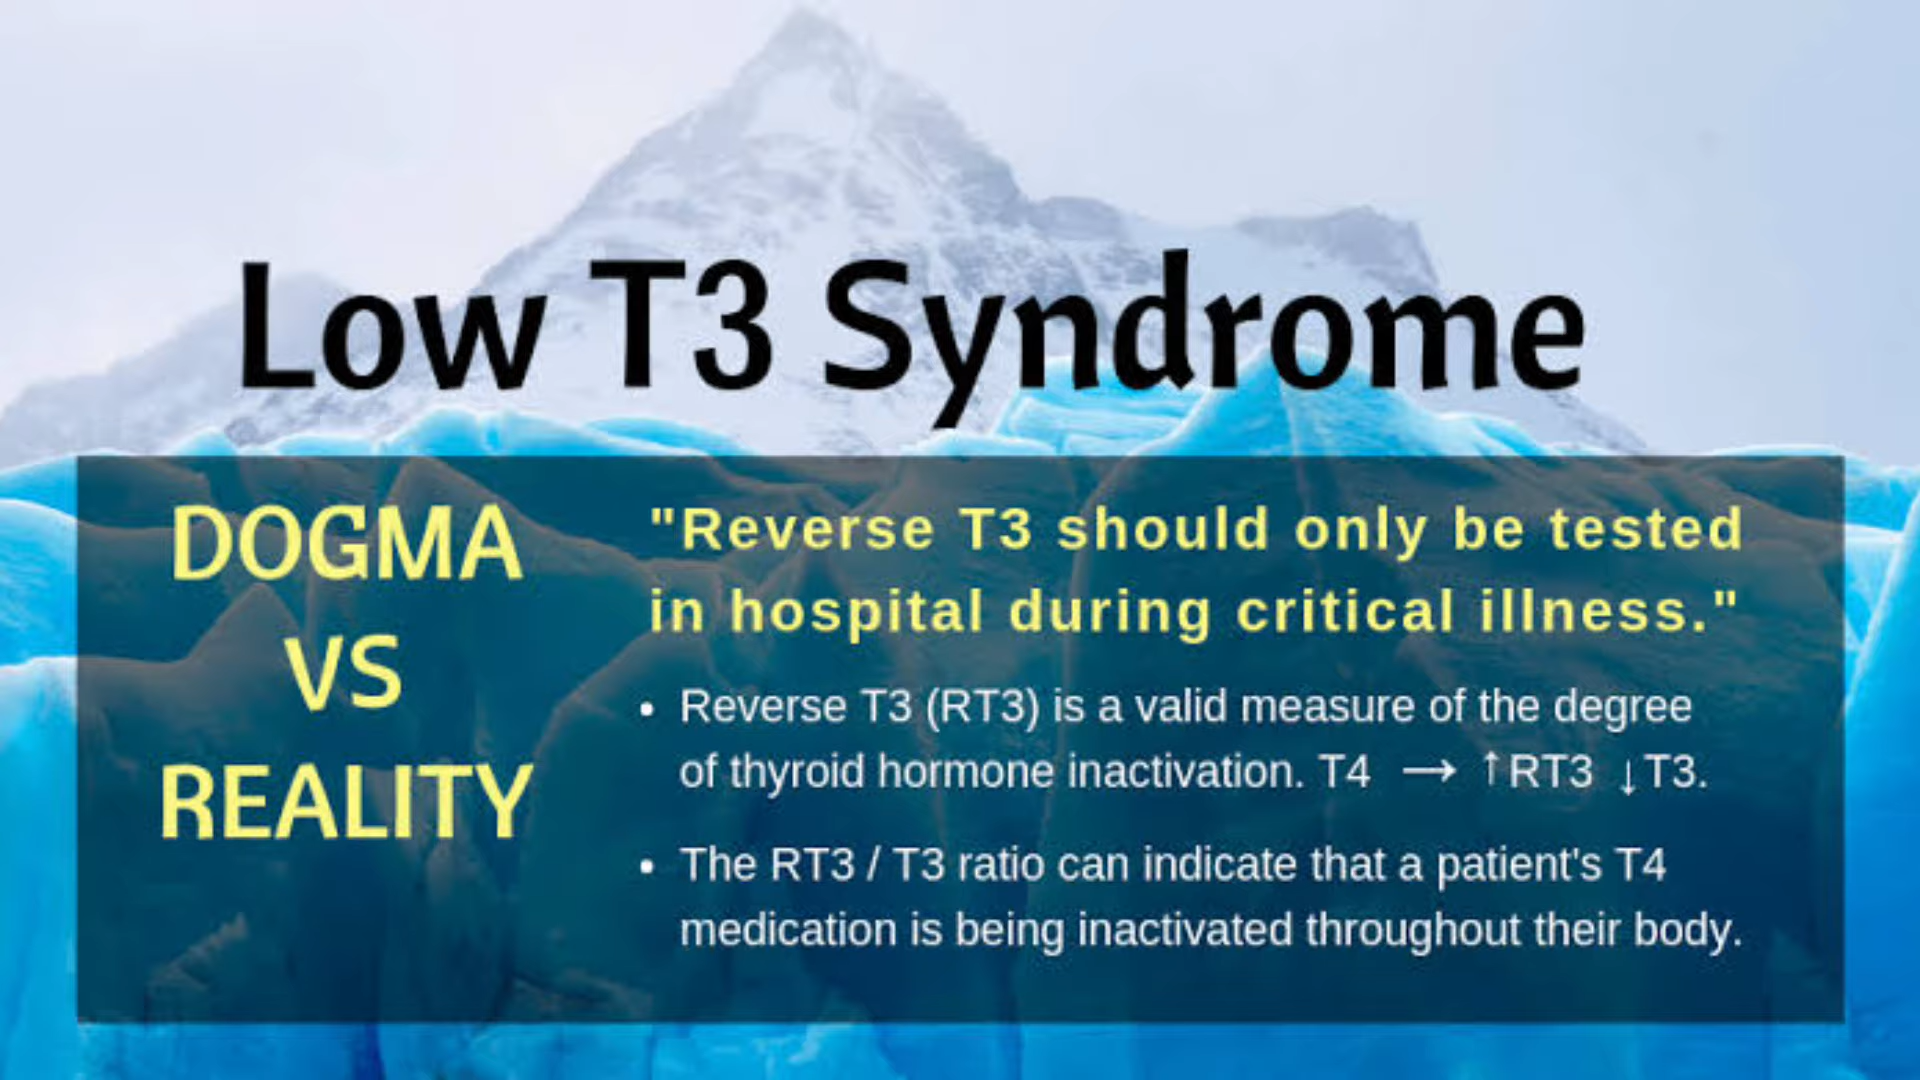 Low T3 Syndrome
DOGMA
VS
REALITY
"Reverse T3 should only be tested
in hospital during critical illness."
• Reverse T3 (RT3) is a valid measure of the degree
of thyroid hormone inactivation. T4 → ↑RT3 ↓T3.
• The RT3 / T3 ratio can indicate that a patient's T4
medication is being inactivated throughout their body.